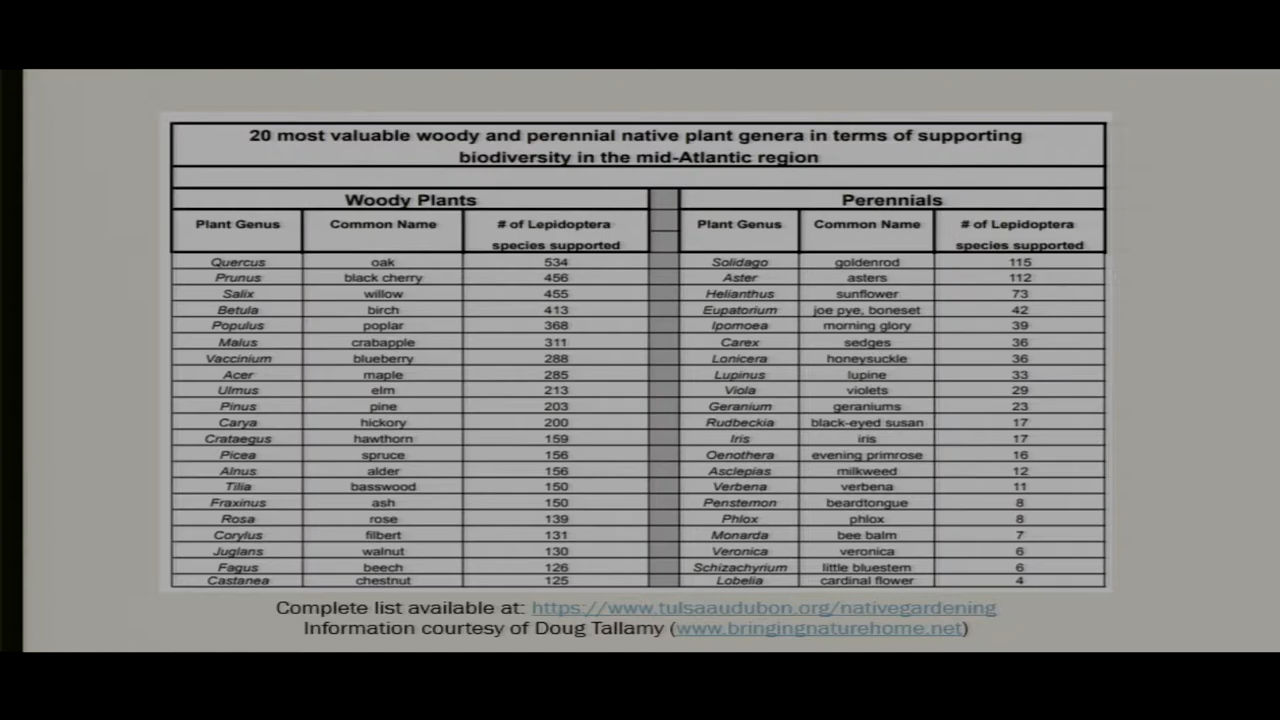 20 most valuable woody and perennial native plant genera in terms of supporting
biodiversity in the mid-Atlantic region
Woody Plants Perennials
Plant Genus Common Name # of Lepidoptera species supported Plant Genus Common Name # of Lepidoptera species supported
Quercus oak 534 Solidago goldenrod 115
Prunus black cherry 456 Aster asters 112
Salix willow 455 Helianthus sunflower 73
Betula birch 413 Eupatorium joe pye, boneset 42
Populus poplar 368 Ipomoea morning glory 39
Malus crabapple 311 Carex sedges 36
Vaccinium blueberry 288 Lonicera honeysuckle 36
Acer maple 285 Lupinus lupine 33
Ulmus elm 213 Viola violets 29
Pinus pine 203 Geranium geraniums 23
Carya hickory 200 Rudbeckia black-eyed susan 17
Crataegus hawthorn 159 Iris iris 17
Picea spruce 156 Oenothera evening primrose 16
Alnus alder 156 Asclepias milkweed 12
Tilia basswood 150 Verbena verbena 11
Fraxinus ash 150 Penstemon beardtongue 8
Rosa rose 139 Phlox phlox 8
Corylus filbert 131 Monarda bee balm 7
Juglans walnut 130 Veronica veronica 6
Fagus beech 126 Schizachyrium little bluestem 6
Castanea chestnut 125 Lobelia cardinal flower 4
Complete list available at: https://www.tulsaaudubon.org/nativegardening
Information courtesy of Doug Tallamy (www.bringingnaturehome.net)